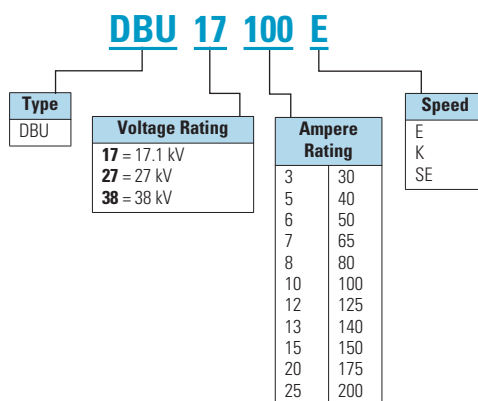 DBU 17 100 E
Type
DBU
Voltage Rating
17 = 17.1 kV
27 = 27 kV
38 = 38 kV
Ampere
Rating
3 30
5 40
6 50
7 65
8 80
10 100
12 125
13 140
15 150
20 175
25 200
Speed
E
K
SE